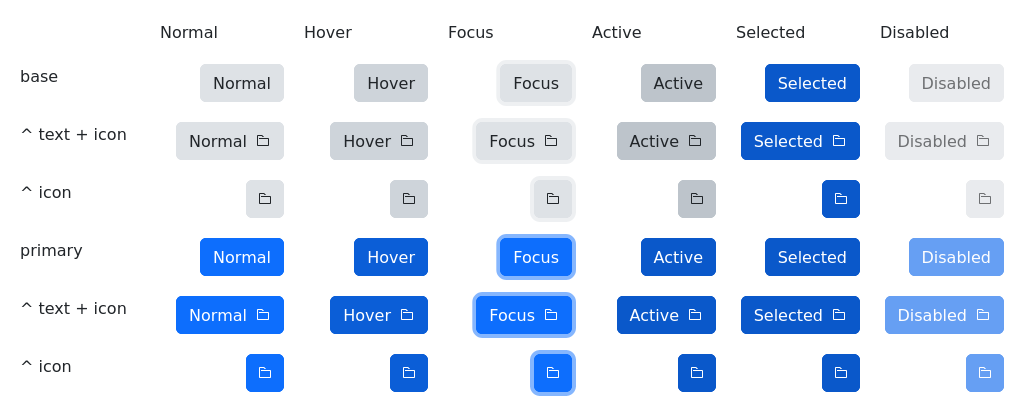 Normal Hover Focus Active Selected Disabled
base Normal Hover Focus Active Selected Disabled
^ text + icon Normal Hover Focus Active Selected Disabled
^ icon
primary Normal Hover Focus Active Selected Disabled
^ text + icon Normal Hover Focus Active Selected Disabled
^ icon